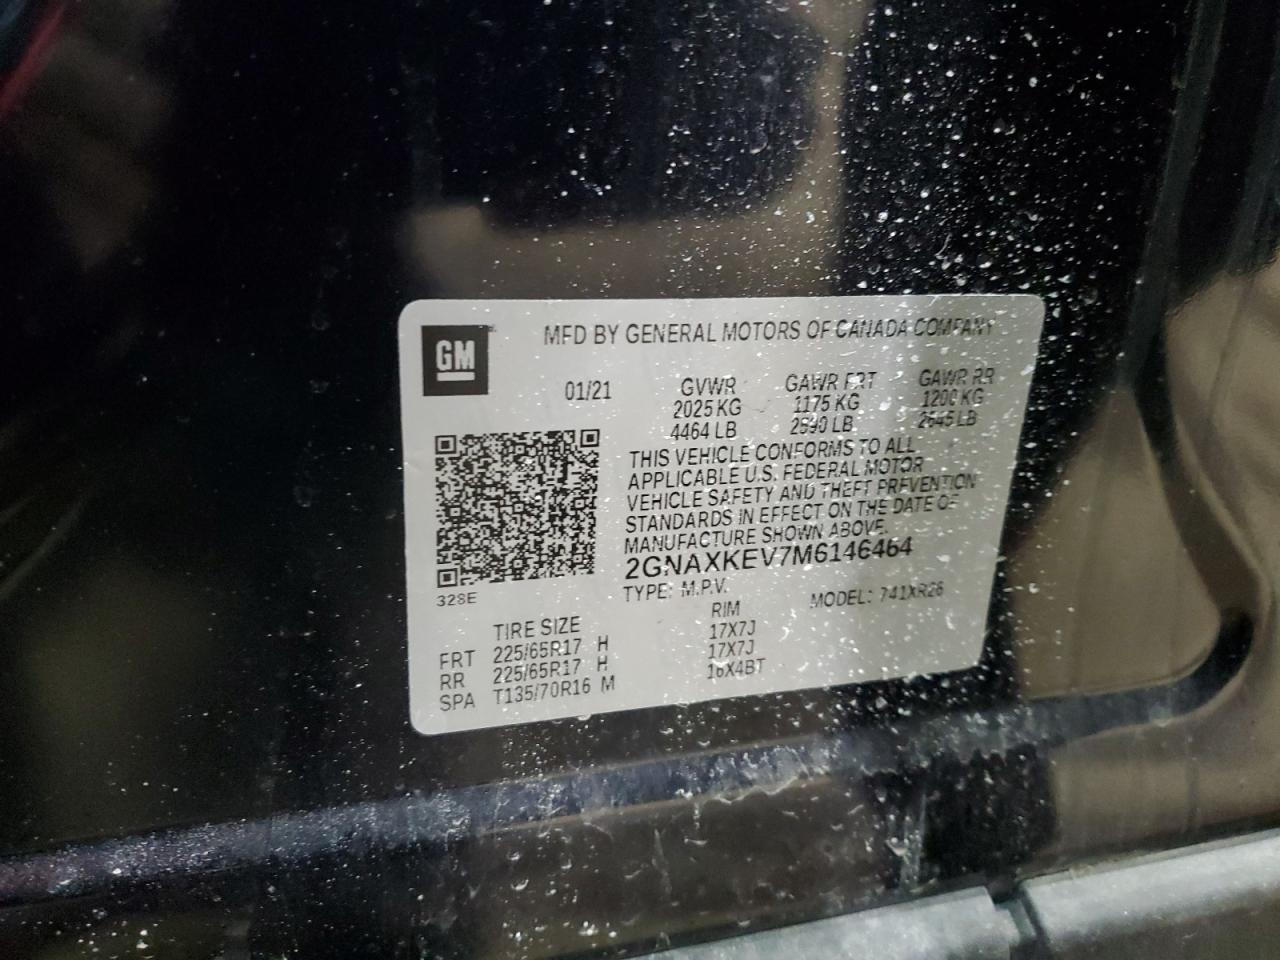 GM
MFD BY GENERAL MOTORS OF CANADA COMPANY
01/21 GVWR GAWR FRT GAWR RR
2025 KG 1175 KG 1200 KG
4464 LB 2590 LB 2645 LB
THIS VEHICLE CONFORMS TO ALL
APPLICABLE U.S. FEDERAL MOTOR
VEHICLE SAFETY AND THEFT PREVENTION
STANDARDS IN EFFECT ON THE DATE OF
MANUFACTURE SHOWN ABOVE.
2GNAXKEV7M6146464
TYPE: M.P.V. MODEL: 741XR26
328E
TIRE SIZE RIM
FRT 225/65R17 H 17X7J
RR 225/65R17 H 17X7J
SPA T135/70R16 M 16X4BT